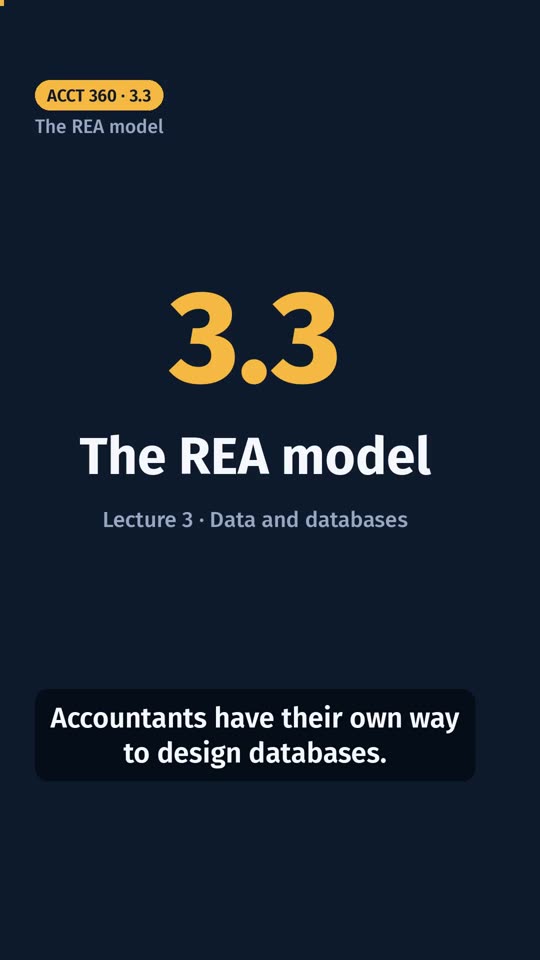 ACCT 360 · 3.3
The REA model
3.3
The REA model
Lecture 3 · Data and databases
Accountants have their own way
to design databases.